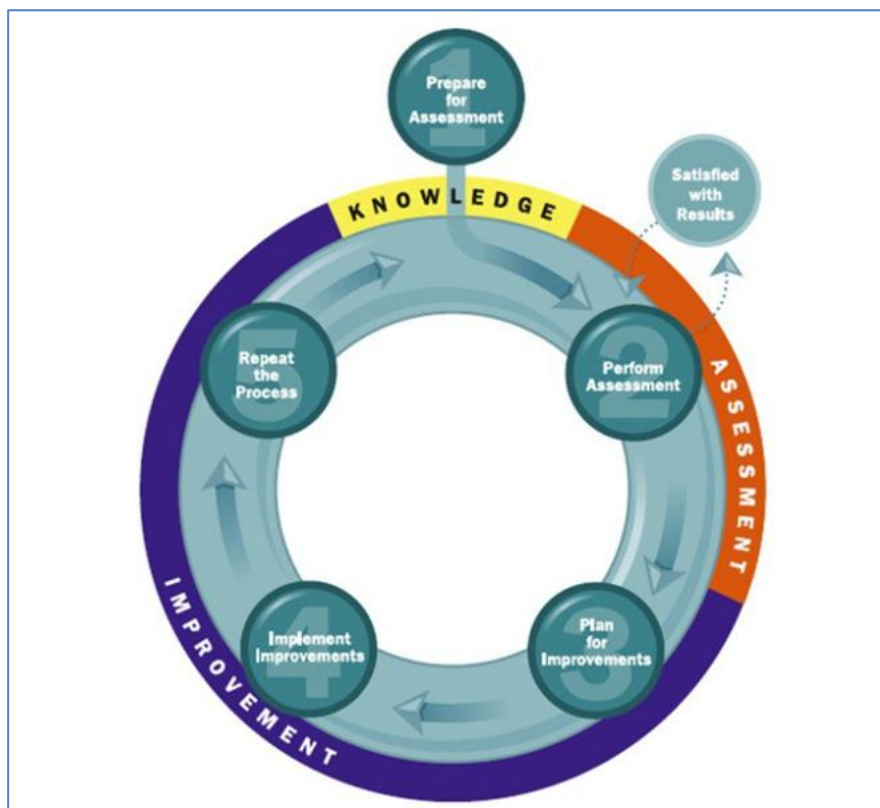 1
Prepare
for
Assessment
KNOWLEDGE
Satisfied
with
Results
2
Perform
Assessment
ASSESSMENT
3
Plan
for
Improvements
4
Implement
Improvements
IMPROVEMENT
5
Repeat
the
Process